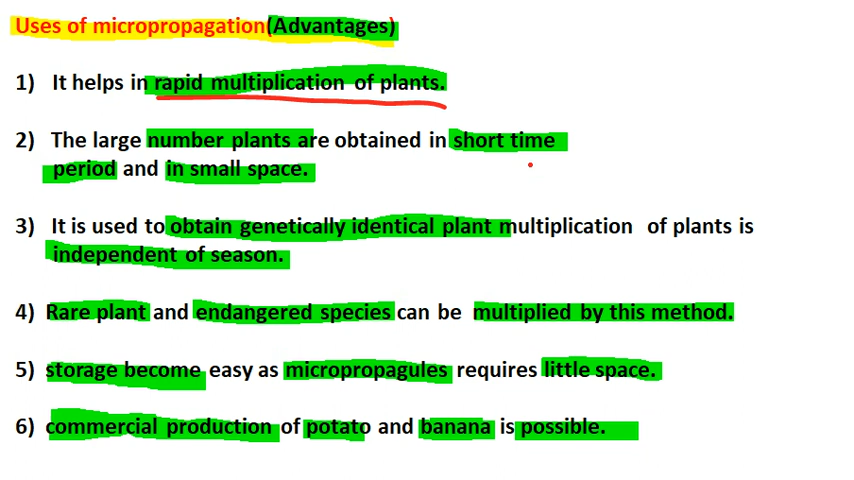 Uses of micropropagation(Advantages)
1) It helps in rapid multiplication of plants.
2) The large number plants are obtained in short time
period and in small space.
3) It is used to obtain genetically identical plant multiplication of plants is
independent of season.
4) Rare plant and endangered species can be multiplied by this method.
5) storage become easy as micropropagules requires little space.
6) commercial production of potato and banana is possible.